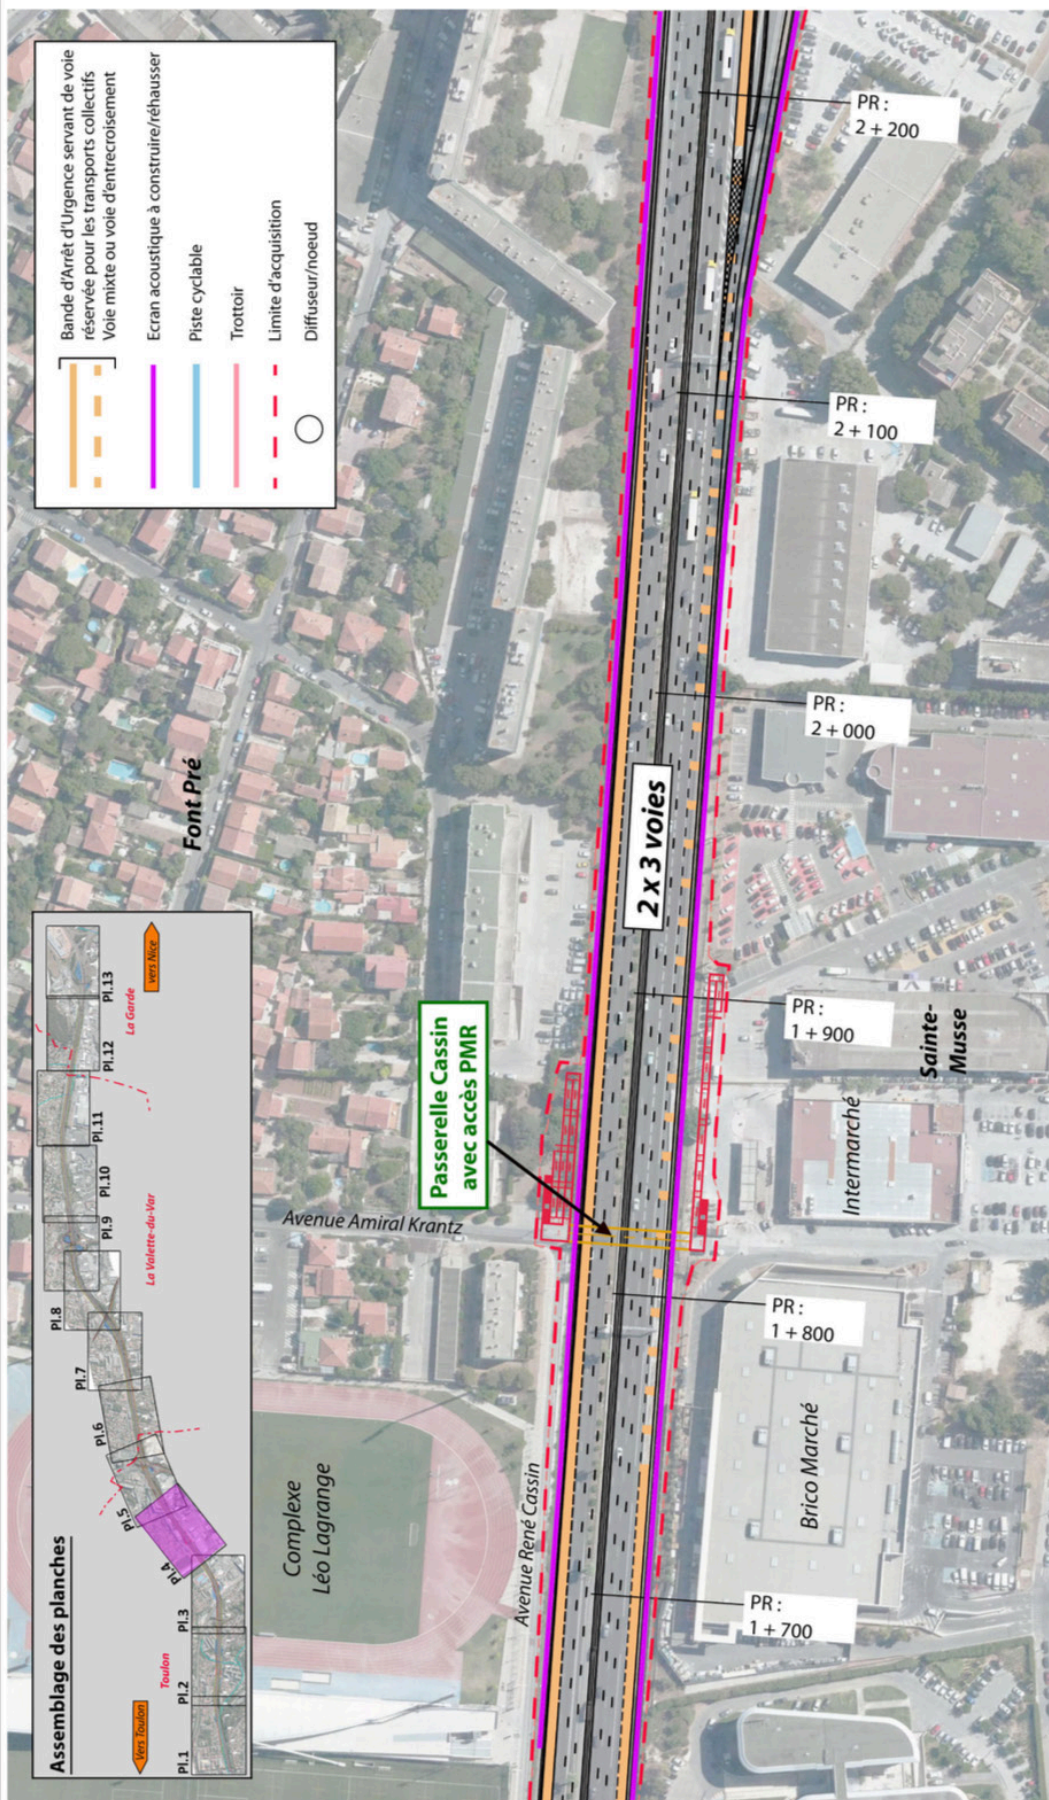 Bande d'Arrêt d'Urgence servant de voie
réservée pour les transports collectifs
Voie mixte ou voie d'entrecroisement
Ecran acoustique à construire/réhausser
Piste cyclable
Trottoir
Limite d'acquisition
Diffuseur/noeud
Assemblage des planches
Vers Toulon
vers Nice
Toulon
La Valette-du-Var
La Garde
Pl.1
Pl.2
Pl.3
Pl.4
Pl.5
Pl.6
Pl.7
Pl.8
Pl.9
Pl.10
Pl.11
Pl.12
Pl.13
Font Pré
Complexe
Léo Lagrange
Avenue Amiral Krantz
Avenue René Cassin
Passerelle Cassin
avec accès PMR
2 x 3 voies
PR :
1 + 700
PR :
1 + 800
PR :
1 + 900
PR :
2 + 000
PR :
2 + 100
PR :
2 + 200
Brico Marché
Intermarché
Sainte-
Musse